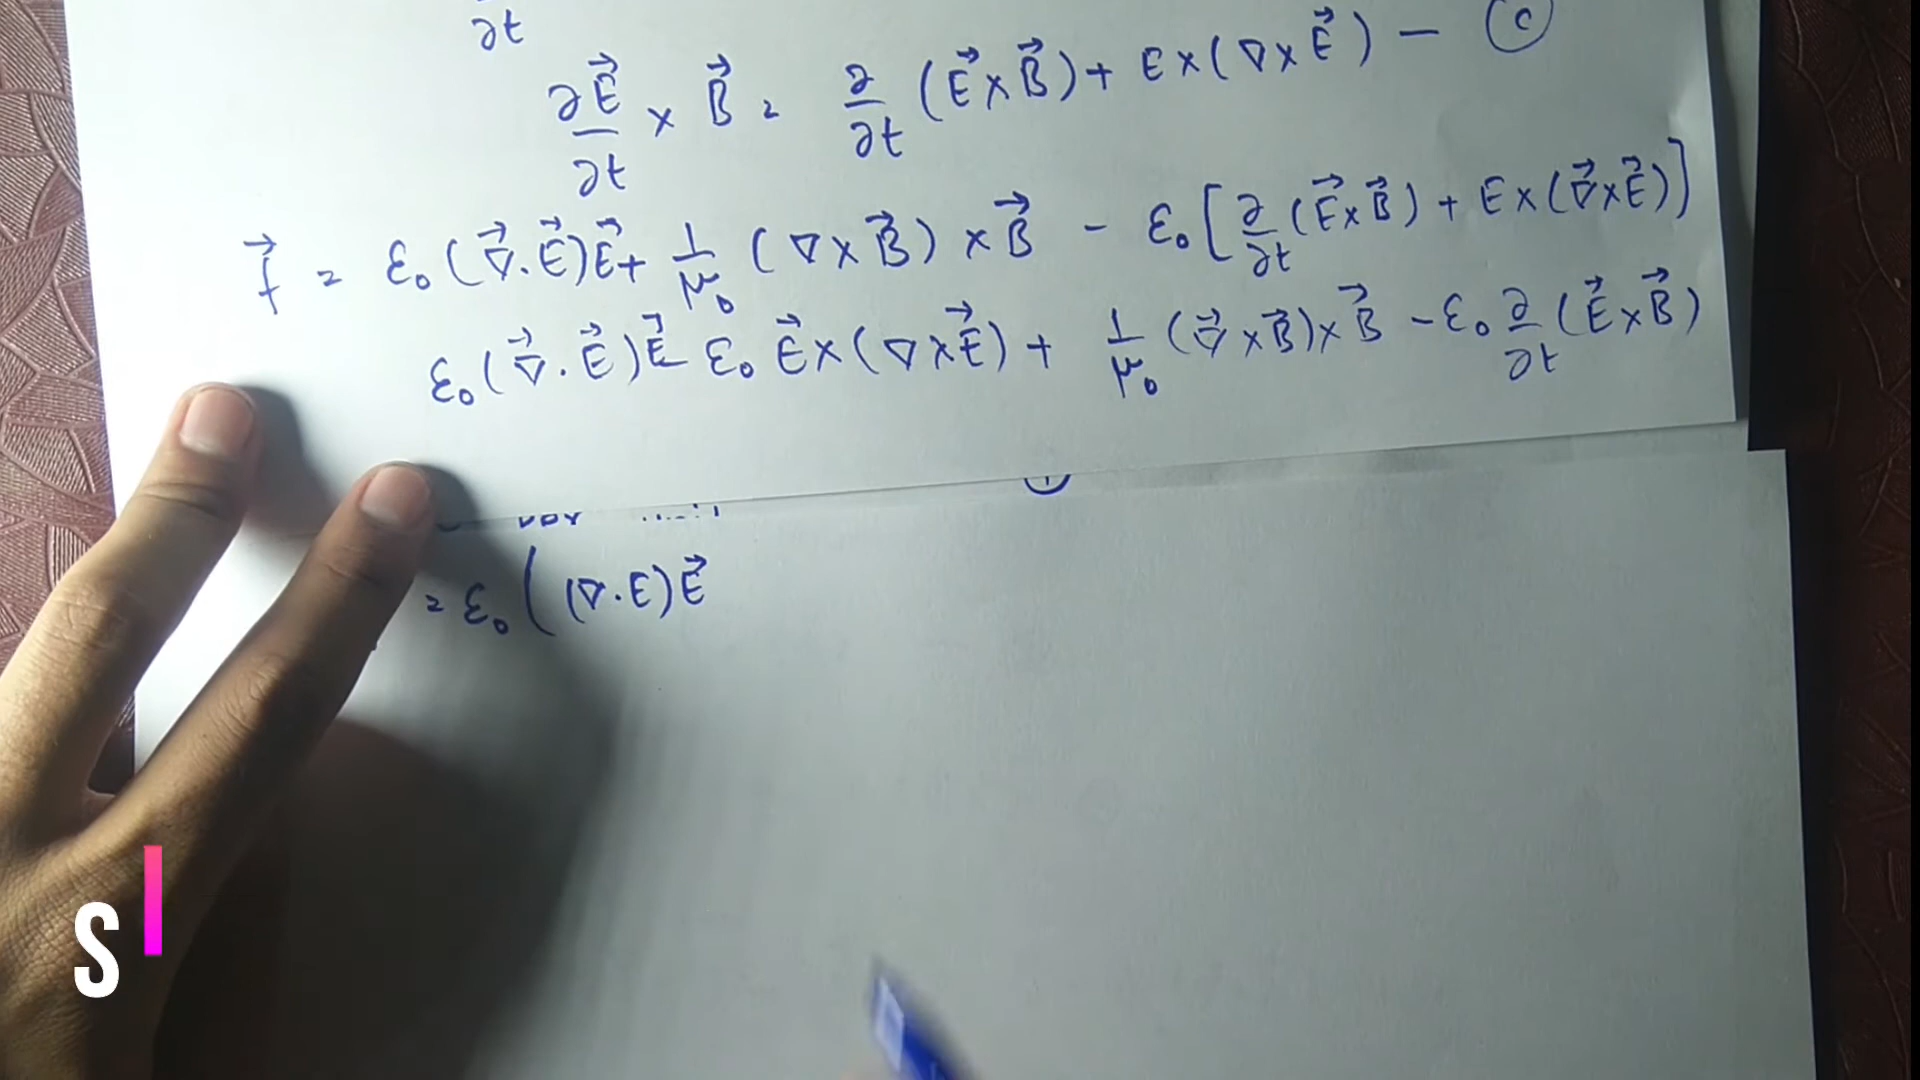 ∂t
∂E⃗/∂t × B⃗ = ∂/∂t (E⃗×B⃗) + E×(∇×E⃗) — (c)
f⃗ = ε₀(∇⃗.E⃗)E⃗ + 1/μ₀ (∇×B⃗) × B⃗ - ε₀[∂/∂t (E⃗×B⃗) + E×(∇⃗×E⃗)]
ε₀(∇⃗.E⃗)E⃗ - ε₀ E⃗×(∇×E⃗) + 1/μ₀ (∇⃗×B⃗)×B⃗ - ε₀ ∂/∂t (E⃗×B⃗)
= ε₀ ( (∇.E)E⃗
S